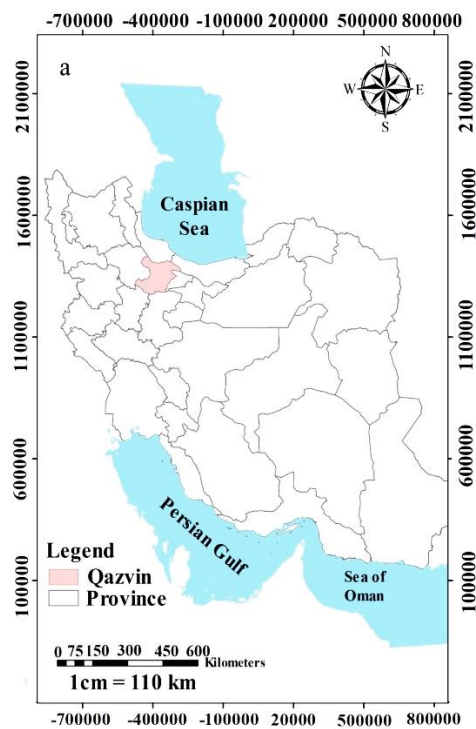 -700000 -400000 -100000 20000 500000 800000
a
N
W E
S
2100000 2100000
Caspian
Sea
1600000 1600000
1100000 1100000
600000 600000
Persian Gulf
Legend
Qazvin
Province
Sea of
Oman
100000 100000
0 75 150 300 450 600
Kilometers
1cm = 110 km
-700000 -400000 -100000 20000 500000 800000